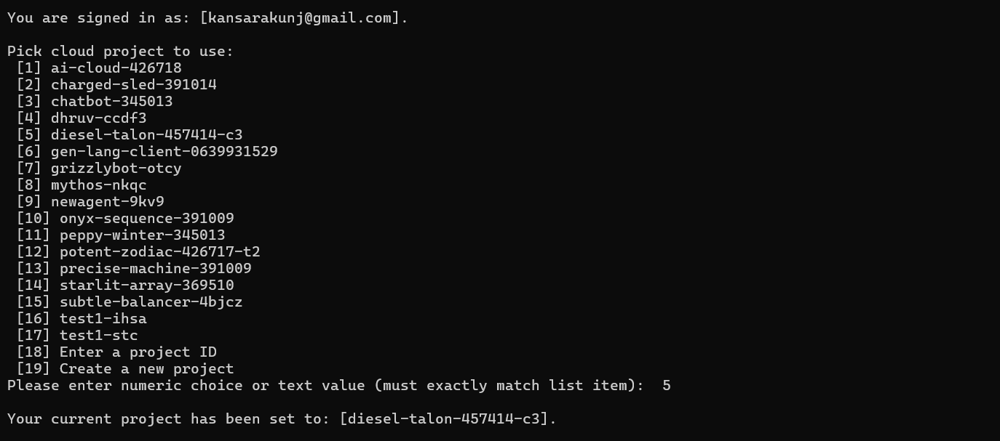 You are signed in as: [kansarakunj@gmail.com].
Pick cloud project to use:
[1] ai-cloud-426718
[2] charged-sled-391014
[3] chatbot-345013
[4] dhruv-ccdf3
[5] diesel-talon-457414-c3
[6] gen-lang-client-0639931529
[7] grizzlybot-otcy
[8] mythos-nkqc
[9] newagent-9kv9
[10] onyx-sequence-391009
[11] peppy-winter-345013
[12] potent-zodiac-426717-t2
[13] precise-machine-391009
[14] starlit-array-369510
[15] subtle-balancer-4bjcz
[16] test1-ihsa
[17] test1-stc
[18] Enter a project ID
[19] Create a new project
Please enter numeric choice or text value (must exactly match list item):  5
Your current project has been set to: [diesel-talon-457414-c3].